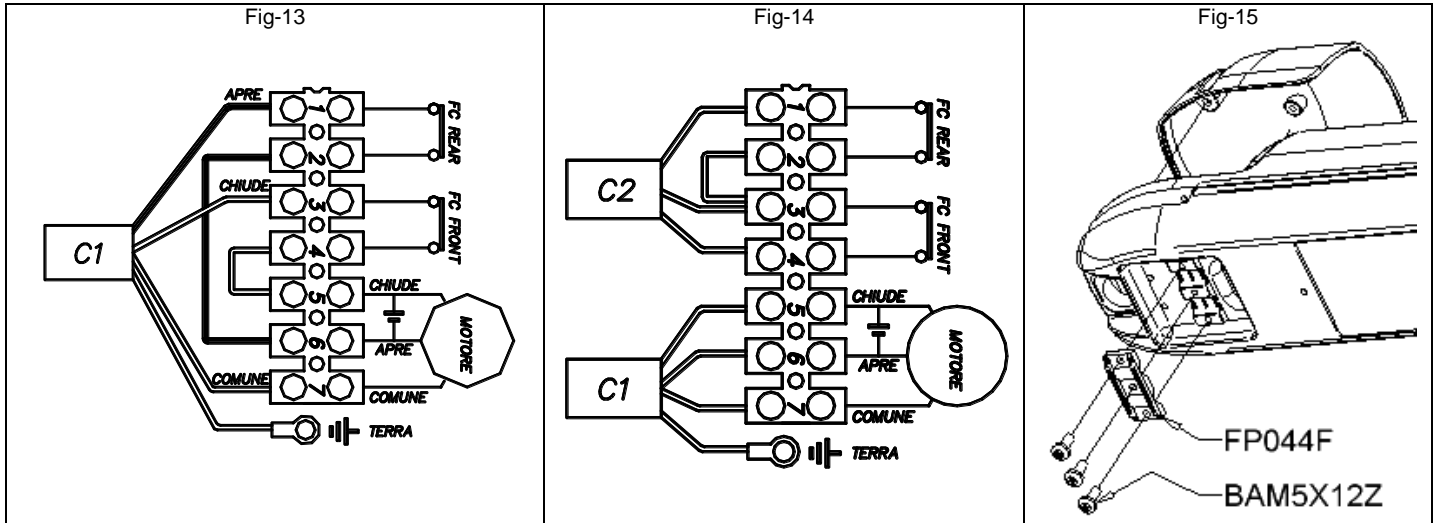 Fig-13
APRE
1
FC REAR
2
CHIUDE
3
FC FRONT
4
C1
5
CHIUDE
6
APRE
MOTORE
COMUNE
7
COMUNE
TERRA
Fig-14
1
FC REAR
2
C2
3
FC FRONT
4
5
CHIUDE
6
APRE
MOTORE
C1
7
COMUNE
TERRA
Fig-15
FP044F
BAM5X12Z